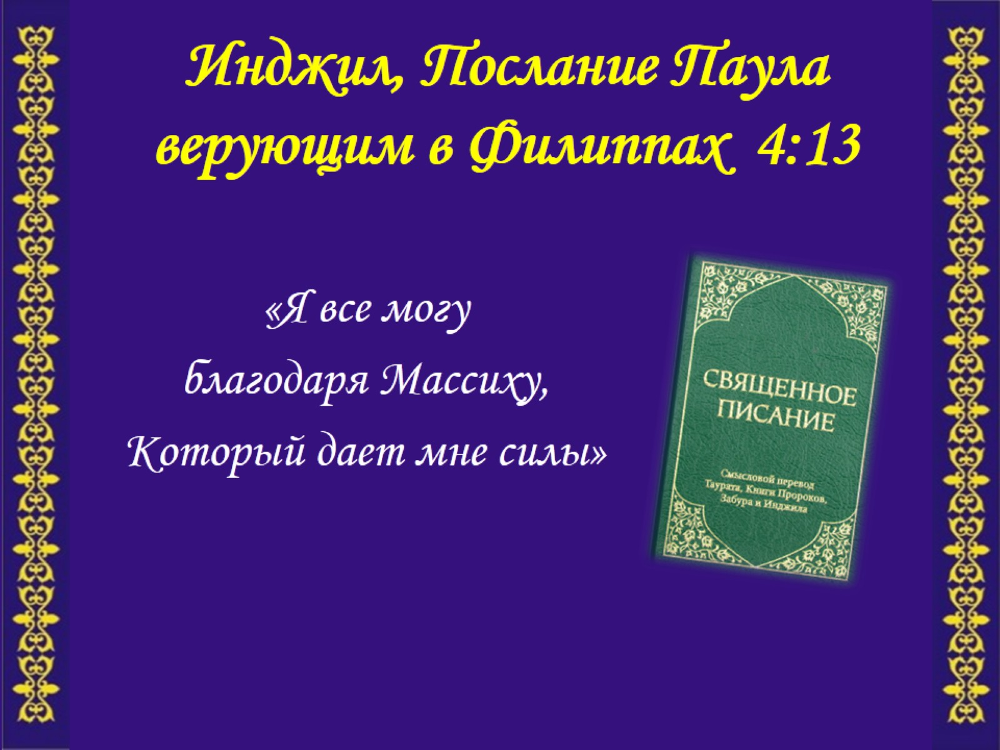 Инджил, Послание Паула
верующим в Филиппах 4:13
«Я все могу
благодаря Массиху,
Который дает мне силы»
СВЯЩЕННОЕ
ПИСАНИЕ
Смысловой перевод
Таурата, Книги Пророков,
Забура и Инджила